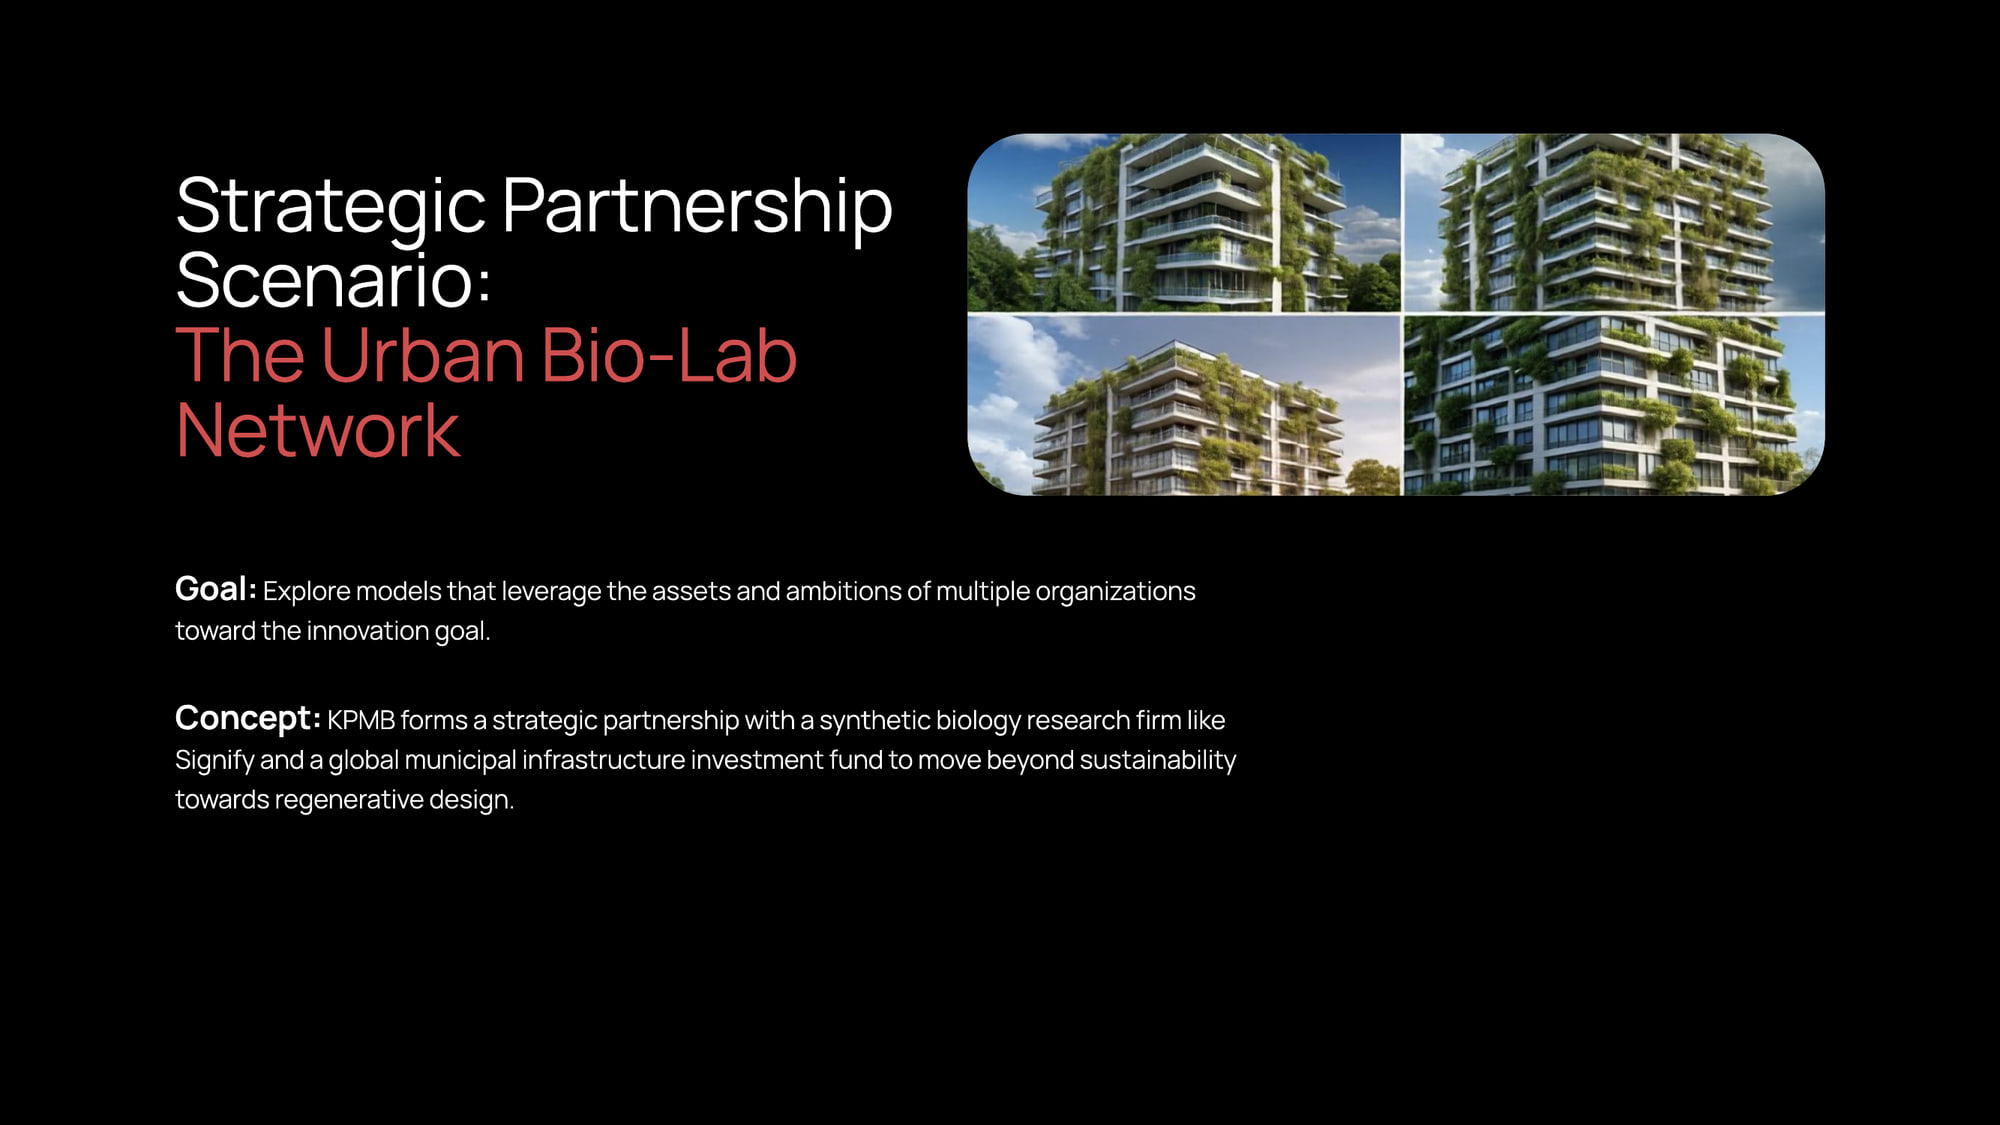 Strategic Partnership
Scenario:
The Urban Bio-Lab
Network
Goal: Explore models that leverage the assets and ambitions of multiple organizations
toward the innovation goal.
Concept: KPMB forms a strategic partnership with a synthetic biology research firm like
Signify and a global municipal infrastructure investment fund to move beyond sustainability
towards regenerative design.